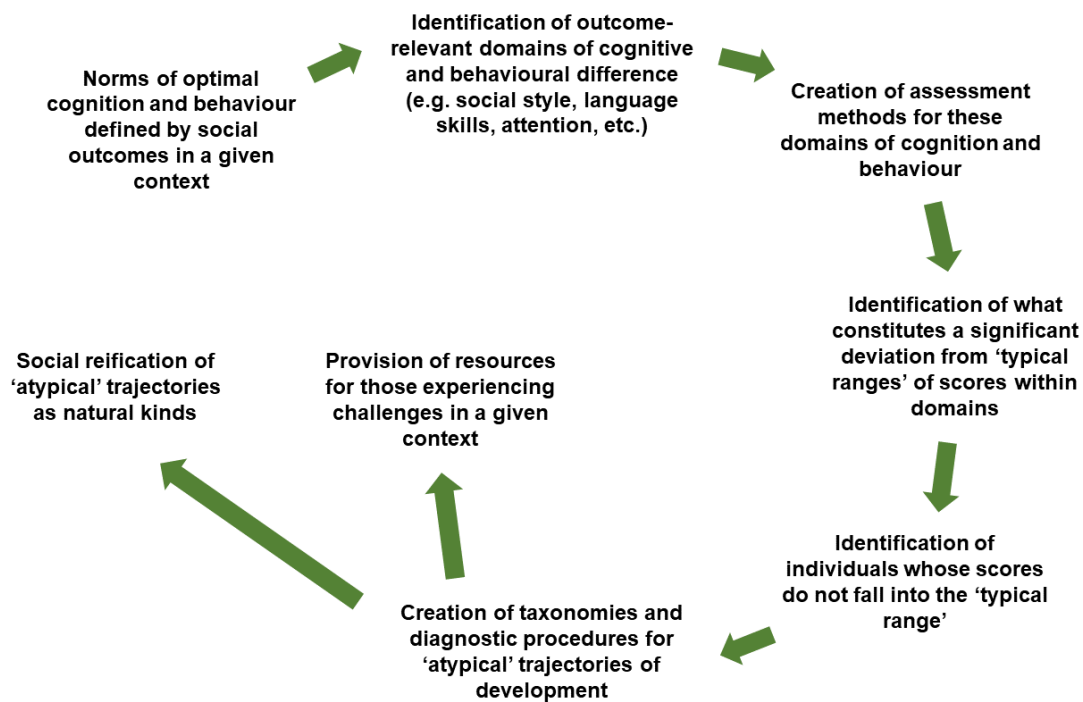 Norms of optimal
cognition and behaviour
defined by social
outcomes in a given
context
Identification of outcome-
relevant domains of cognitive
and behavioural difference
(e.g. social style, language
skills, attention, etc.)
Creation of assessment
methods for these
domains of cognition and
behaviour
Identification of what
constitutes a significant
deviation from ‘typical
ranges’ of scores within
domains
Identification of
individuals whose scores
do not fall into the ‘typical
range’
Creation of taxonomies and
diagnostic procedures for
‘atypical’ trajectories of
development
Provision of resources
for those experiencing
challenges in a given
context
Social reification of
‘atypical’ trajectories
as natural kinds